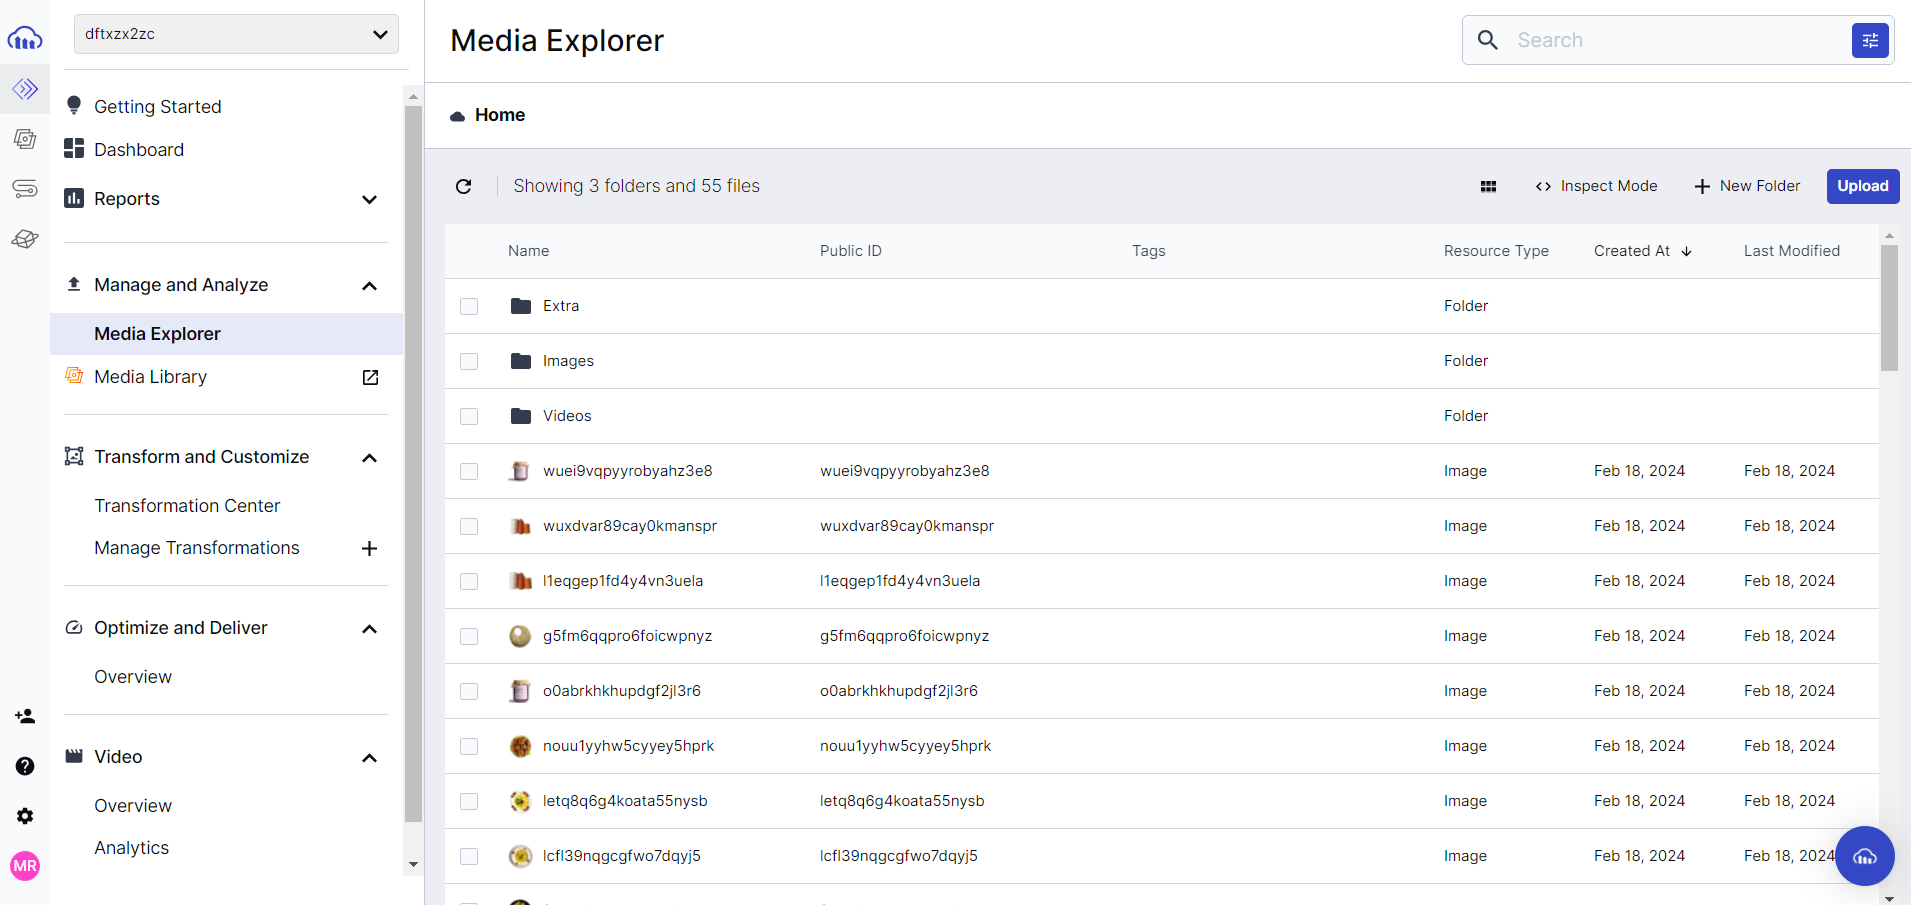 dftxzx2zc
Getting Started
Dashboard
Reports
Manage and Analyze
Media Explorer
Media Library
Transform and Customize
Transformation Center
Manage Transformations
Optimize and Deliver
Overview
Video
Overview
Analytics
MR
Media Explorer
Search
Home
Showing 3 folders and 55 files
Inspect Mode
New Folder
Upload
Name Public ID Tags Resource Type Created At Last Modified
Extra Folder
Images Folder
Videos Folder
wuei9vqpyyrobyahz3e8 wuei9vqpyyrobyahz3e8 Image Feb 18, 2024 Feb 18, 2024
wuxdvar89cay0kmanspr wuxdvar89cay0kmanspr Image Feb 18, 2024 Feb 18, 2024
l1eqgep1fd4y4vn3uela l1eqgep1fd4y4vn3uela Image Feb 18, 2024 Feb 18, 2024
g5fm6qqpro6foicwpnyz g5fm6qqpro6foicwpnyz Image Feb 18, 2024 Feb 18, 2024
o0abrkhkhupdgf2jl3r6 o0abrkhkhupdgf2jl3r6 Image Feb 18, 2024 Feb 18, 2024
nouu1yyhw5cyyey5hprk nouu1yyhw5cyyey5hprk Image Feb 18, 2024 Feb 18, 2024
letq8q6g4koata55nysb letq8q6g4koata55nysb Image Feb 18, 2024 Feb 18, 2024
lcfl39nqgcgfwo7dqyj5 lcfl39nqgcgfwo7dqyj5 Image Feb 18, 2024 Feb 18, 2024